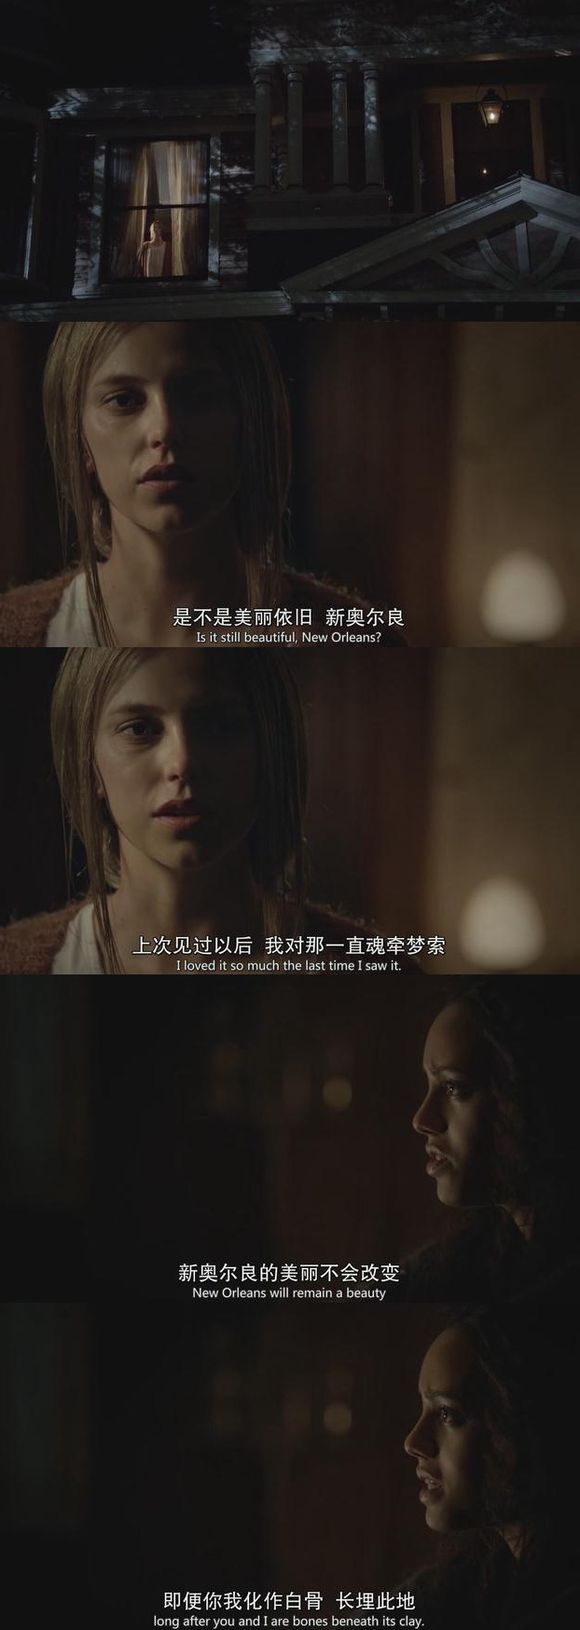 是不是美丽依旧 新奥尔良
Is it still beautiful, New Orleans?
上次见过以后 我对那一直魂牵梦索
I loved it so much the last time I saw it.
新奥尔良的美丽不会改变
New Orleans will remain a beauty
即便你我化作白骨 长埋此地
long after you and I are bones beneath its clay.